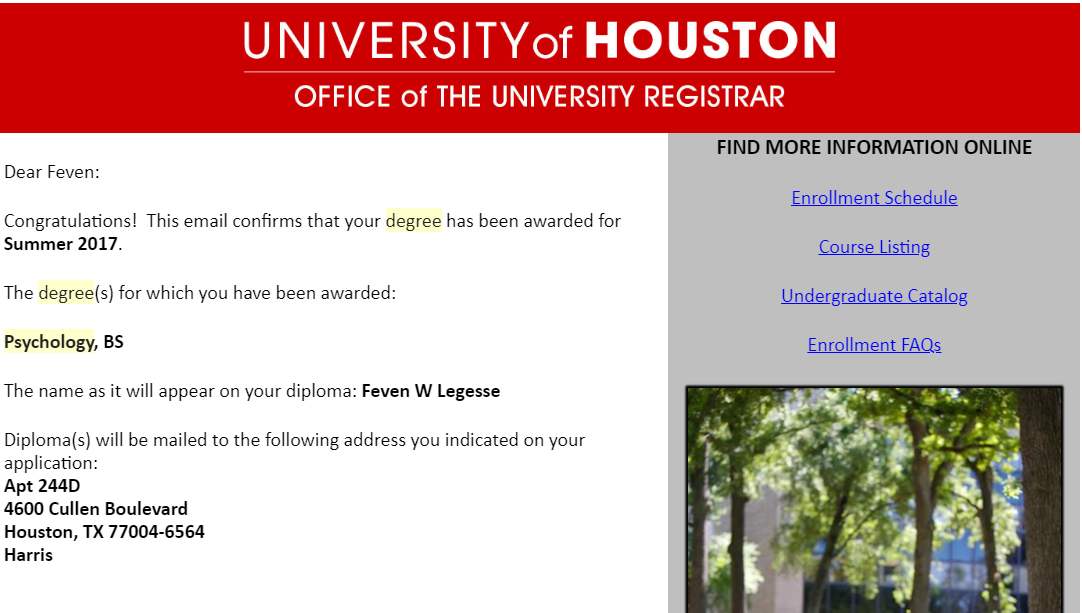 UNIVERSITY of HOUSTON
OFFICE of THE UNIVERSITY REGISTRAR
Dear Feven:
Congratulations!  This email confirms that your degree has been awarded for
Summer 2017.
The degree(s) for which you have been awarded:
Psychology, BS
The name as it will appear on your diploma: Feven W Legesse
Diploma(s) will be mailed to the following address you indicated on your
application:
Apt 244D
4600 Cullen Boulevard
Houston, TX 77004-6564
Harris
FIND MORE INFORMATION ONLINE
Enrollment Schedule
Course Listing
Undergraduate Catalog
Enrollment FAQs